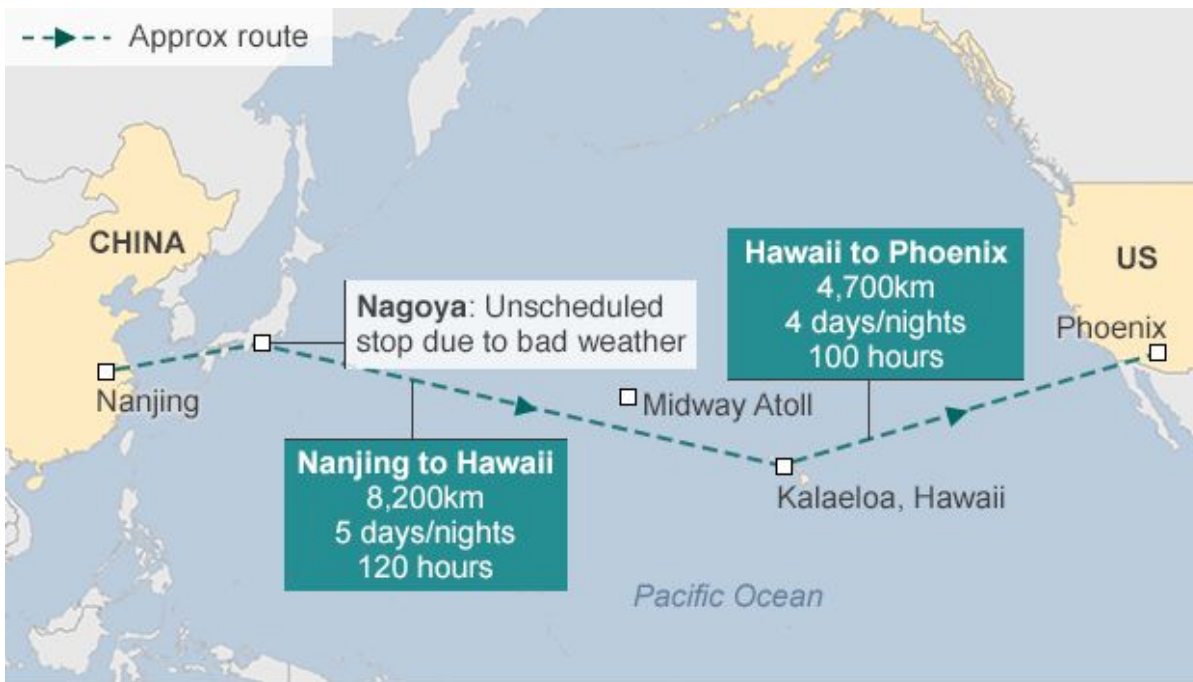 Approx route
CHINA
Nanjing
Nagoya: Unscheduled
stop due to bad weather
Nanjing to Hawaii
8,200km
5 days/nights
120 hours
Midway Atoll
Hawaii to Phoenix
4,700km
4 days/nights
100 hours
US
Phoenix
Kalaeloa, Hawaii
Pacific Ocean